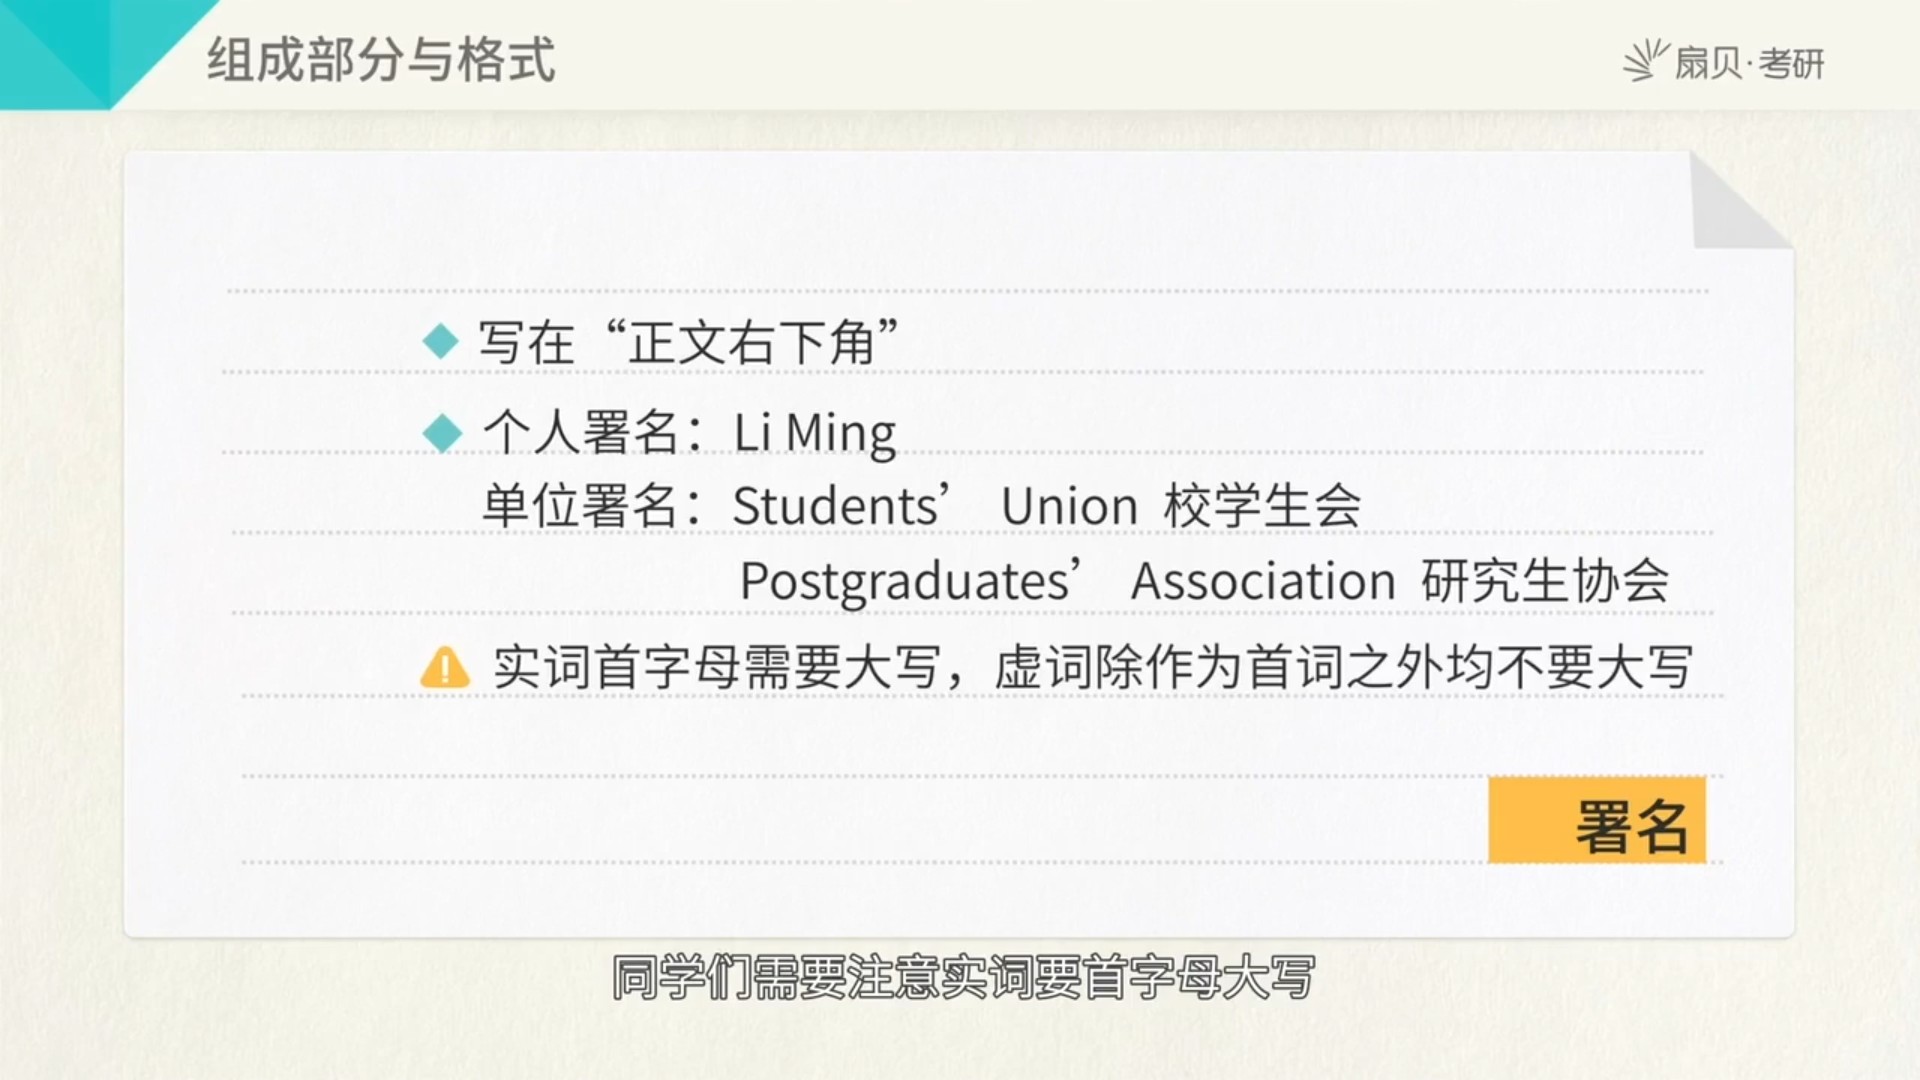 组成部分与格式
扇贝·考研
写在“正文右下角”
个人署名：Li Ming
单位署名：Students’ Union 校学生会
Postgraduates’ Association 研究生协会
实词首字母需要大写，虚词除作为首词之外均不要大写
署名
同学们需要注意实词要首字母大写